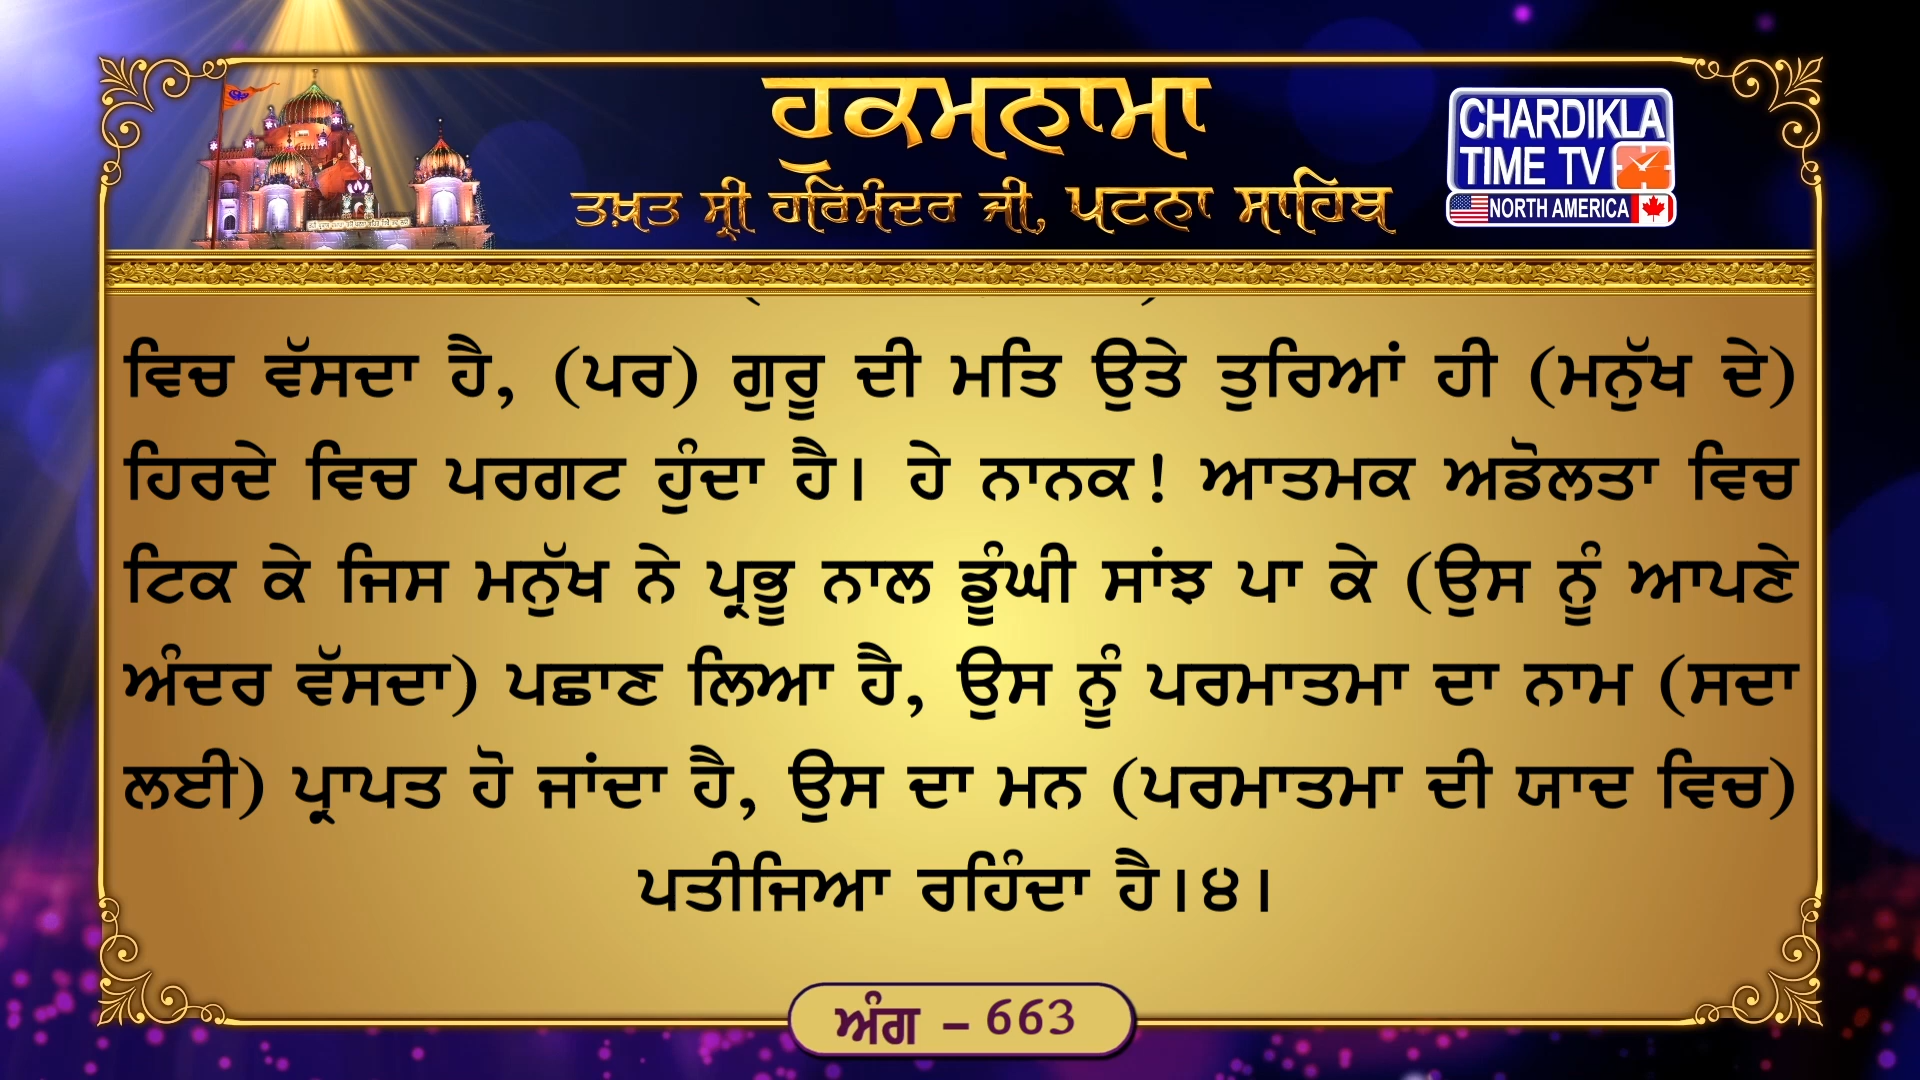 ਹੁਕਮਨਾਮਾ
ਤਖ਼ਤ ਸ੍ਰੀ ਹਰਿਮੰਦਰ ਜੀ, ਪਟਨਾ ਸਾਹਿਬ
CHARDIKLA
TIME TV
NORTH AMERICA
ਵਿਚ ਵੱਸਦਾ ਹੈ, (ਪਰ) ਗੁਰੂ ਦੀ ਮਤਿ ਉਤੇ ਤੁਰਿਆਂ ਹੀ (ਮਨੁੱਖ ਦੇ)
ਹਿਰਦੇ ਵਿਚ ਪਰਗਟ ਹੁੰਦਾ ਹੈ। ਹੇ ਨਾਨਕ! ਆਤਮਕ ਅਡੋਲਤਾ ਵਿਚ
ਟਿਕ ਕੇ ਜਿਸ ਮਨੁੱਖ ਨੇ ਪ੍ਰਭੂ ਨਾਲ ਡੂੰਘੀ ਸਾਂਝ ਪਾ ਕੇ (ਉਸ ਨੂੰ ਆਪਣੇ
ਅੰਦਰ ਵੱਸਦਾ) ਪਛਾਣ ਲਿਆ ਹੈ, ਉਸ ਨੂੰ ਪਰਮਾਤਮਾ ਦਾ ਨਾਮ (ਸਦਾ
ਲਈ) ਪ੍ਰਾਪਤ ਹੋ ਜਾਂਦਾ ਹੈ, ਉਸ ਦਾ ਮਨ (ਪਰਮਾਤਮਾ ਦੀ ਯਾਦ ਵਿਚ)
ਪਤੀਜਿਆ ਰਹਿੰਦਾ ਹੈ।੪।
ਅੰਗ – 663